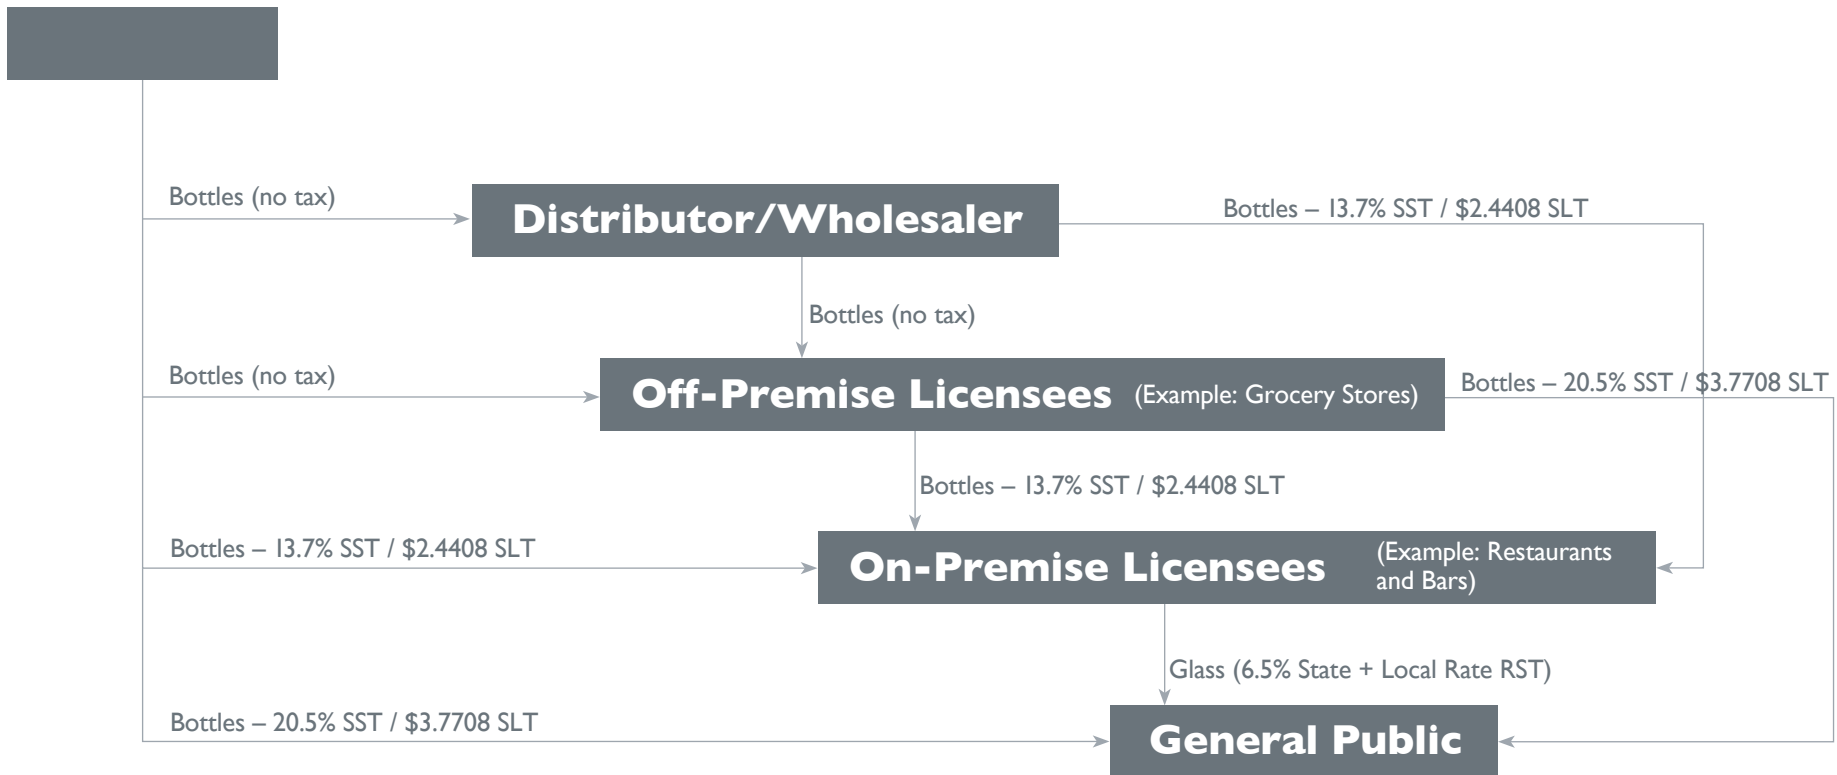 Bottles (no tax)
Distributor/Wholesaler
Bottles – 13.7% SST / $2.4408 SLT
Bottles (no tax)
Bottles (no tax)
Off-Premise Licensees (Example: Grocery Stores)
Bottles – 20.5% SST / $3.7708 SLT
Bottles – 13.7% SST / $2.4408 SLT
Bottles – 13.7% SST / $2.4408 SLT
On-Premise Licensees
(Example: Restaurants
and Bars)
Glass (6.5% State + Local Rate RST)
Bottles – 20.5% SST / $3.7708 SLT
General Public